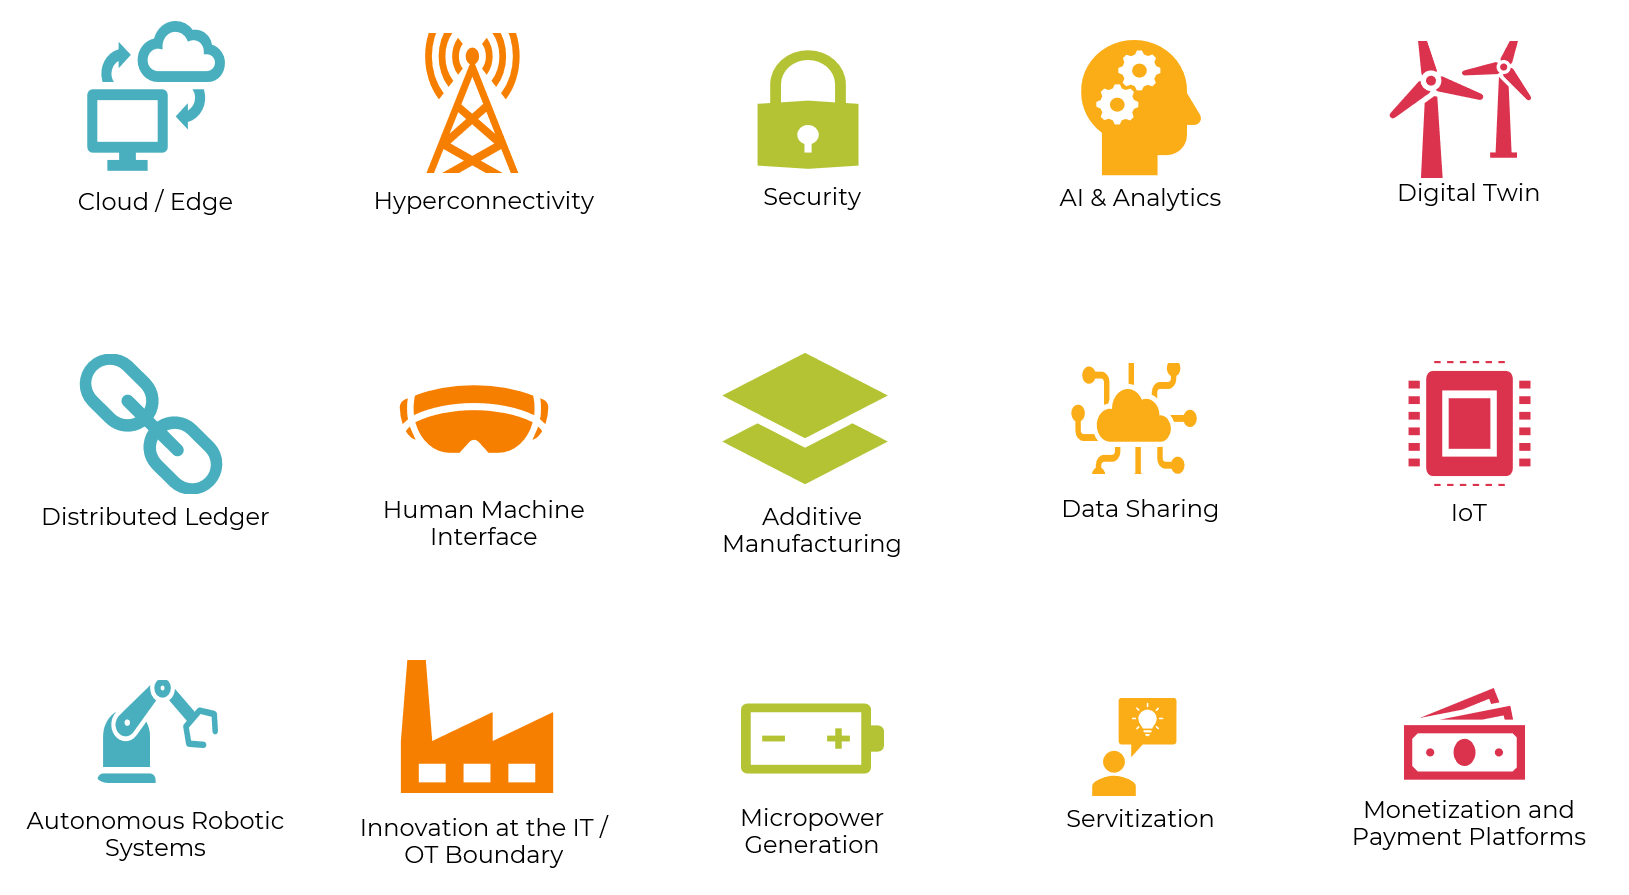 Cloud / Edge
Hyperconnectivity
Security
AI & Analytics
Digital Twin
Distributed Ledger
Human Machine
Interface
Additive
Manufacturing
Data Sharing
IoT
Autonomous Robotic
Systems
Innovation at the IT /
OT Boundary
Micropower
Generation
Servitization
Monetization and
Payment Platforms